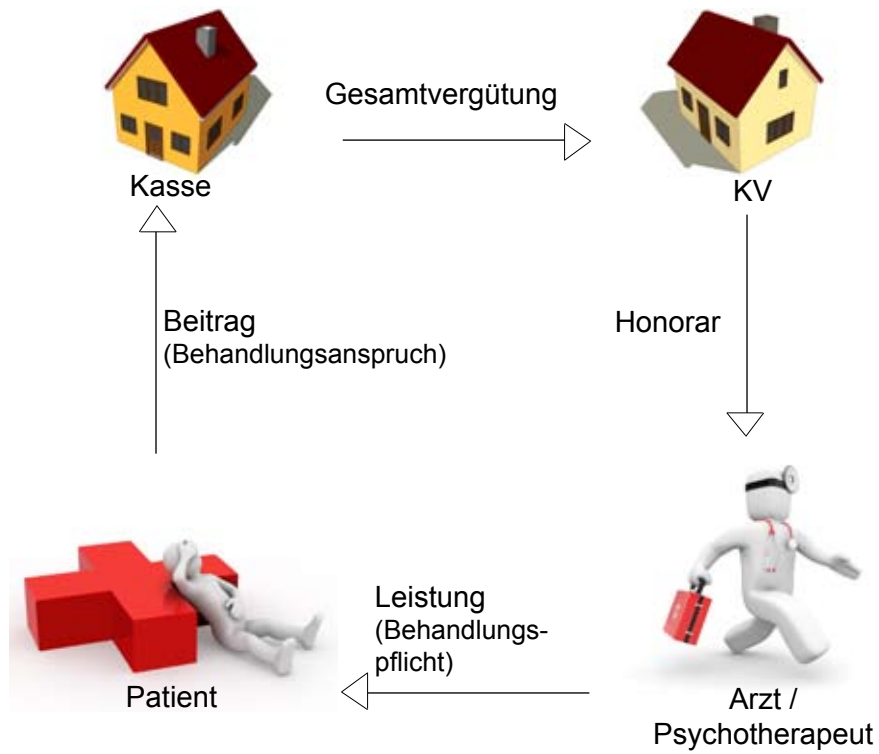 Gesamtvergütung
Kasse
KV
Beitrag
(Behandlungsanspruch)
Honorar
Leistung
(Behandlungs-
pflicht)
Patient
Arzt /
Psychotherapeut